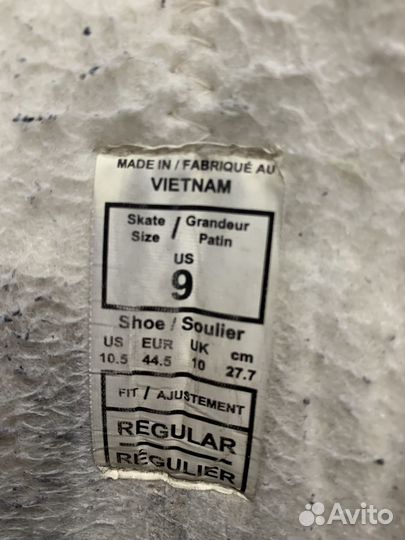 MADE IN / FABRIQUÉ AU
VIETNAM
Skate / Grandeur
Size Patin
US
9
Shoe / Soulier
US EUR UK cm
10.5 44.5 10 27.7
FIT / AJUSTEMENT
REGULAR
RÉGULIER
Avito